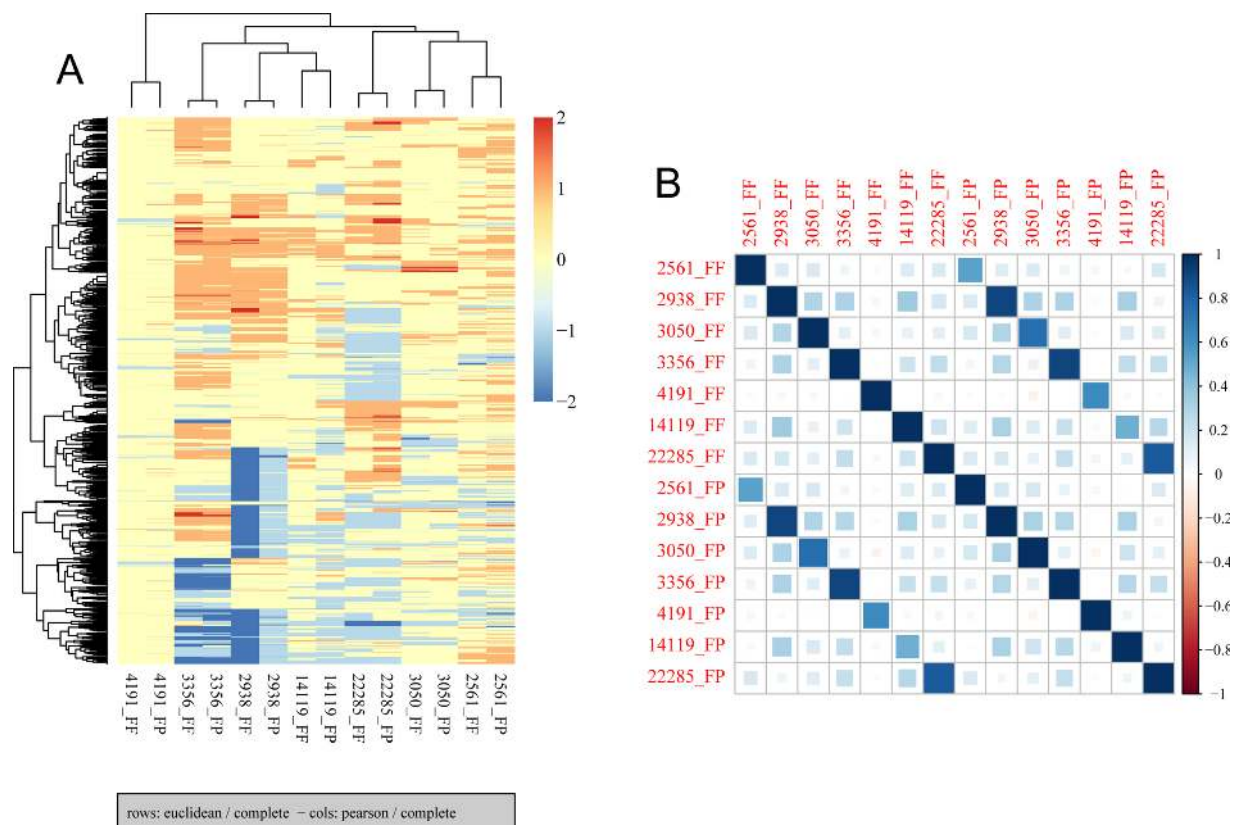 A
2
1
0
−1
−2
4191_FF
4191_FP
3356_FF
3356_FP
2938_FF
2938_FP
14119_FF
14119_FP
22285_FF
22285_FP
3050_FF
3050_FP
2561_FF
2561_FP
rows: euclidean / complete − cols: pearson / complete
B
2561_FF
2938_FF
3050_FF
3356_FF
4191_FF
14119_FF
22285_FF
2561_FP
2938_FP
3050_FP
3356_FP
4191_FP
14119_FP
22285_FP
2561_FF
2938_FF
3050_FF
3356_FF
4191_FF
14119_FF
22285_FF
2561_FP
2938_FP
3050_FP
3356_FP
4191_FP
14119_FP
22285_FP
1
0.8
0.6
0.4
0.2
0
−0.2
−0.4
−0.6
−0.8
−1